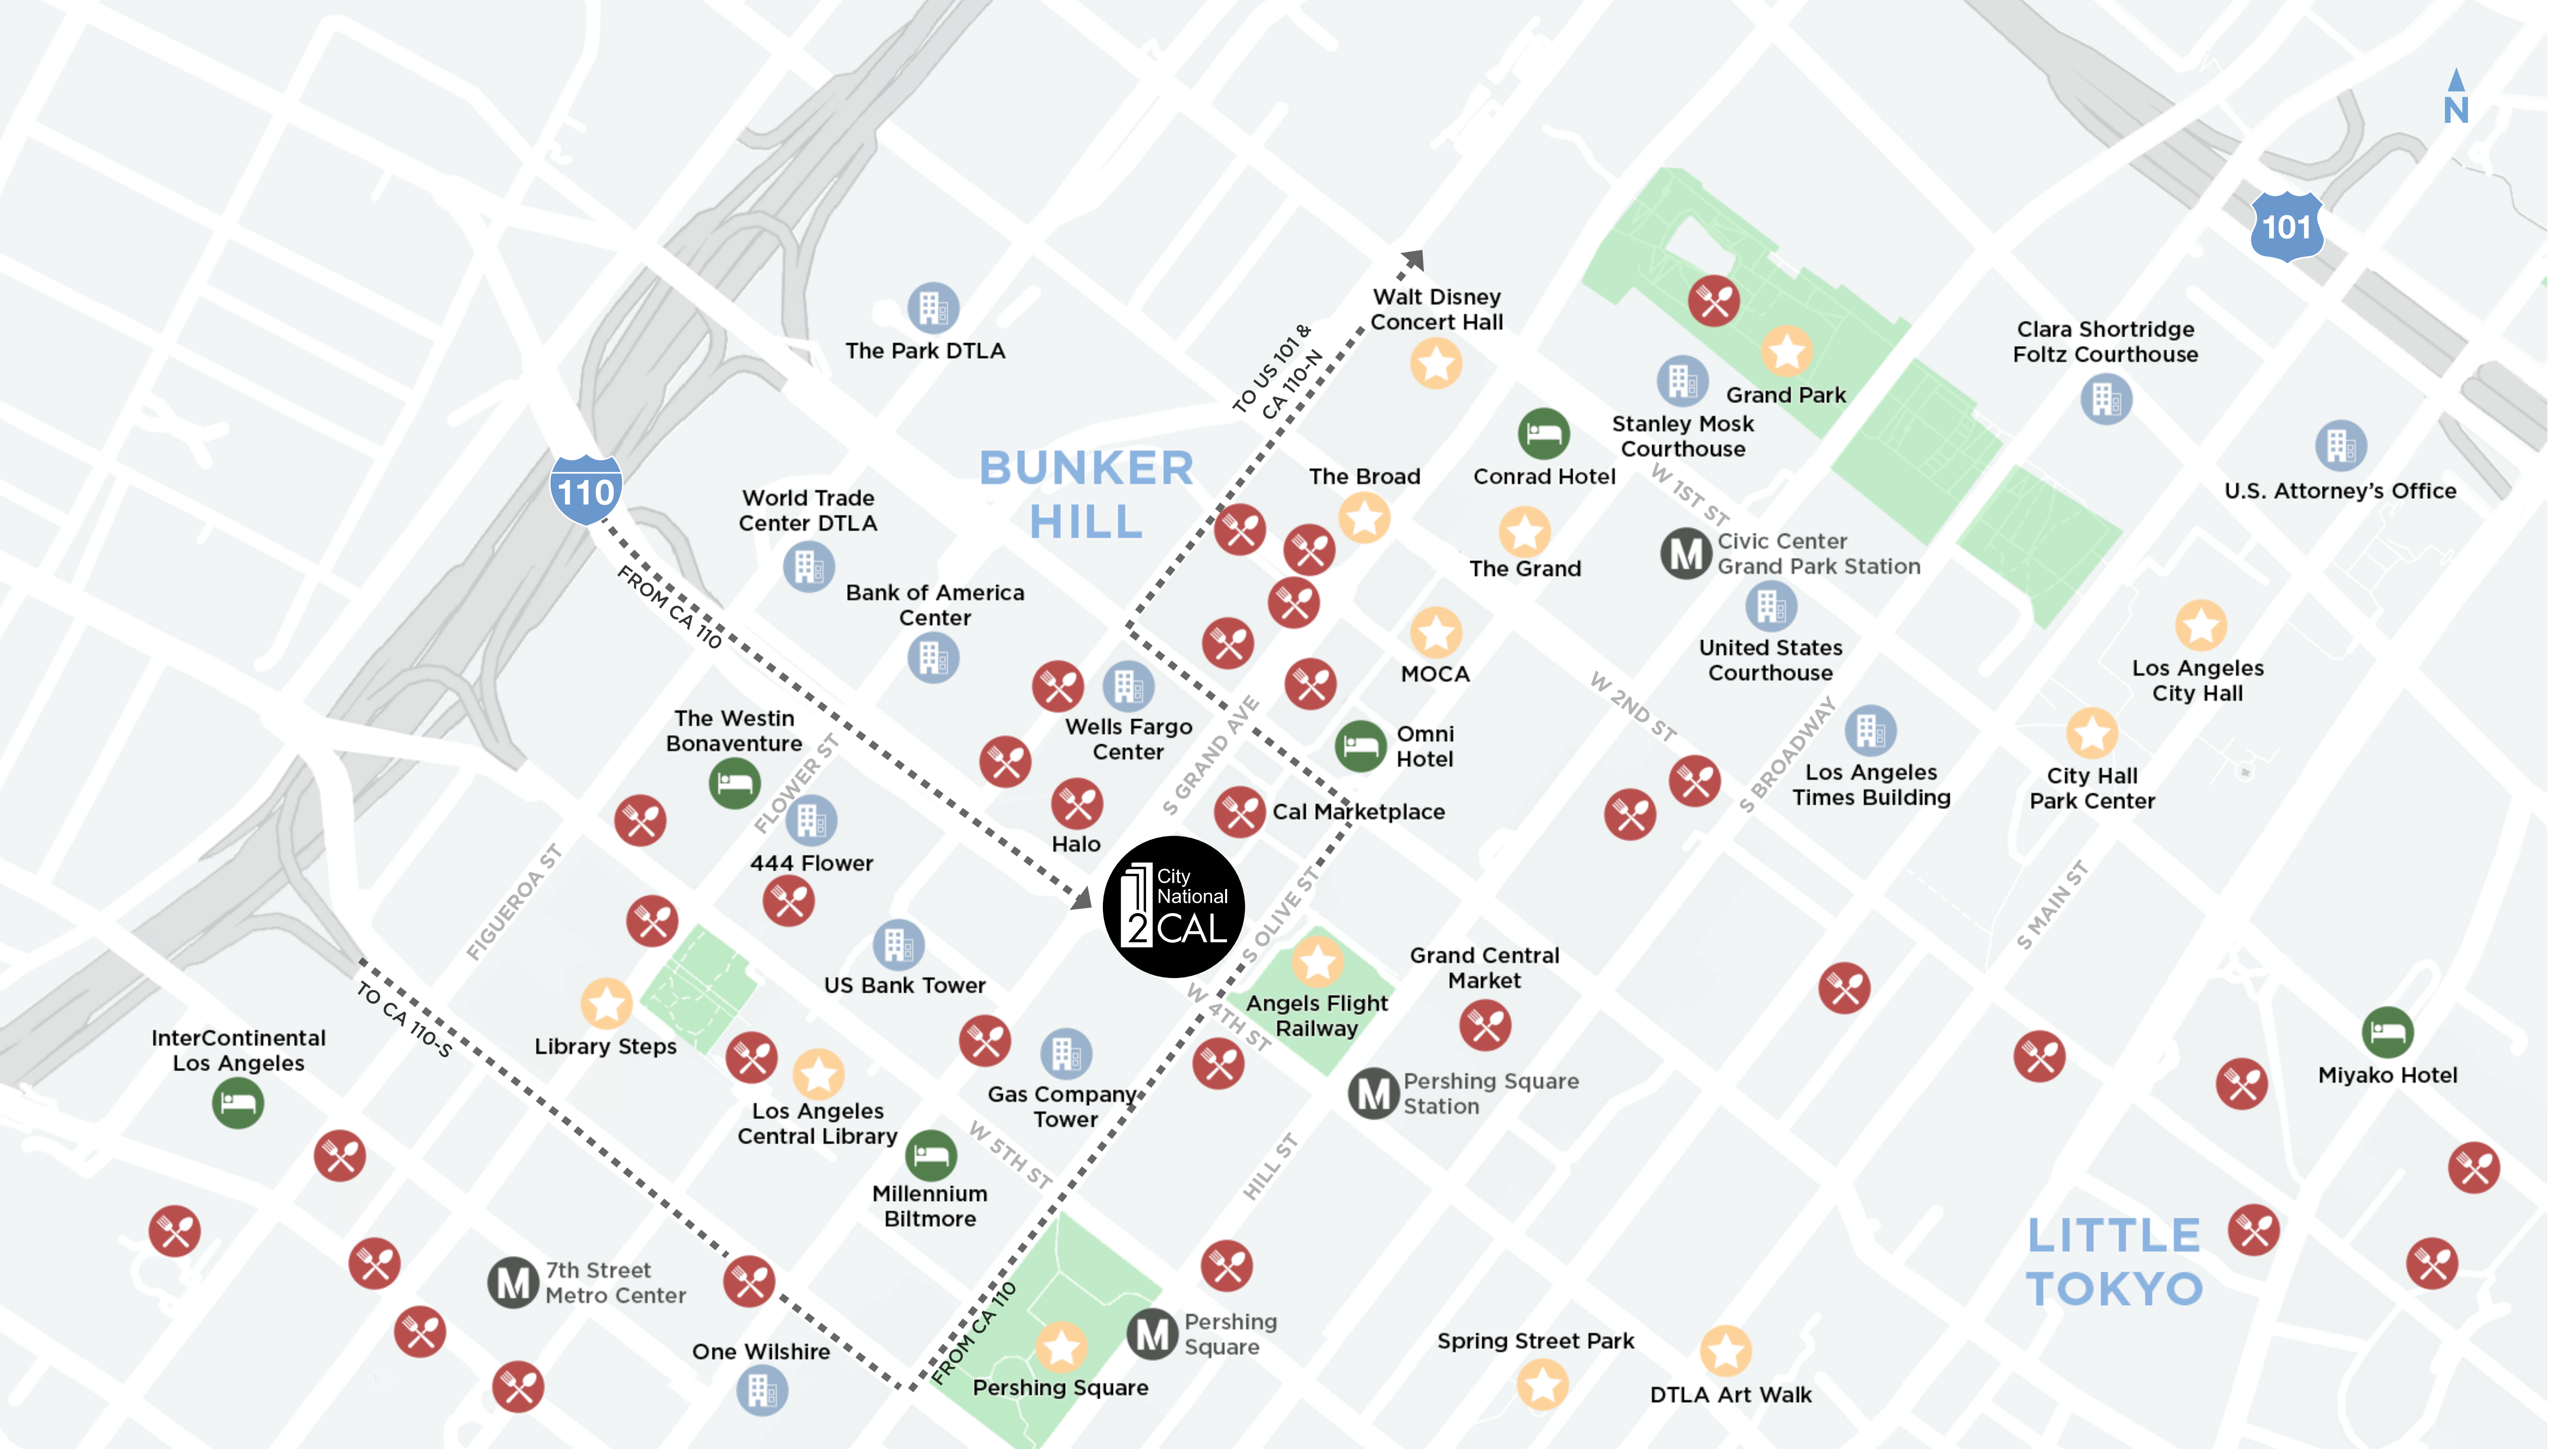 N
101
Walt Disney
Concert Hall
The Park DTLA
TO US 101 &
CA 110-N
Grand Park
Clara Shortridge
Foltz Courthouse
Stanley Mosk
Courthouse
U.S. Attorney's Office
BUNKER
HILL
110
World Trade
Center DTLA
The Broad
Conrad Hotel
W 1ST ST
The Grand
Civic Center
Grand Park Station
M
FROM CA 110
Bank of America
Center
MOCA
United States
Courthouse
Los Angeles
City Hall
W 2ND ST
The Westin
Bonaventure
Wells Fargo
Center
S GRAND AVE
Omni
Hotel
S BROADWAY
Los Angeles
Times Building
City Hall
Park Center
FLOWER ST
444 Flower
Halo
Cal Marketplace
City
National
2CAL
FIGUEROA ST
S OLIVE ST
S MAIN ST
US Bank Tower
Grand Central
Market
W 4TH ST
Angels Flight
Railway
TO CA 110-S
Library Steps
InterContinental
Los Angeles
Los Angeles
Central Library
Gas Company
Tower
M
Pershing Square
Station
Miyako Hotel
W 5TH ST
HILL ST
Millennium
Biltmore
LITTLE
TOKYO
M
7th Street
Metro Center
FROM CA 110
M
Pershing
Square
One Wilshire
Pershing Square
Spring Street Park
DTLA Art Walk